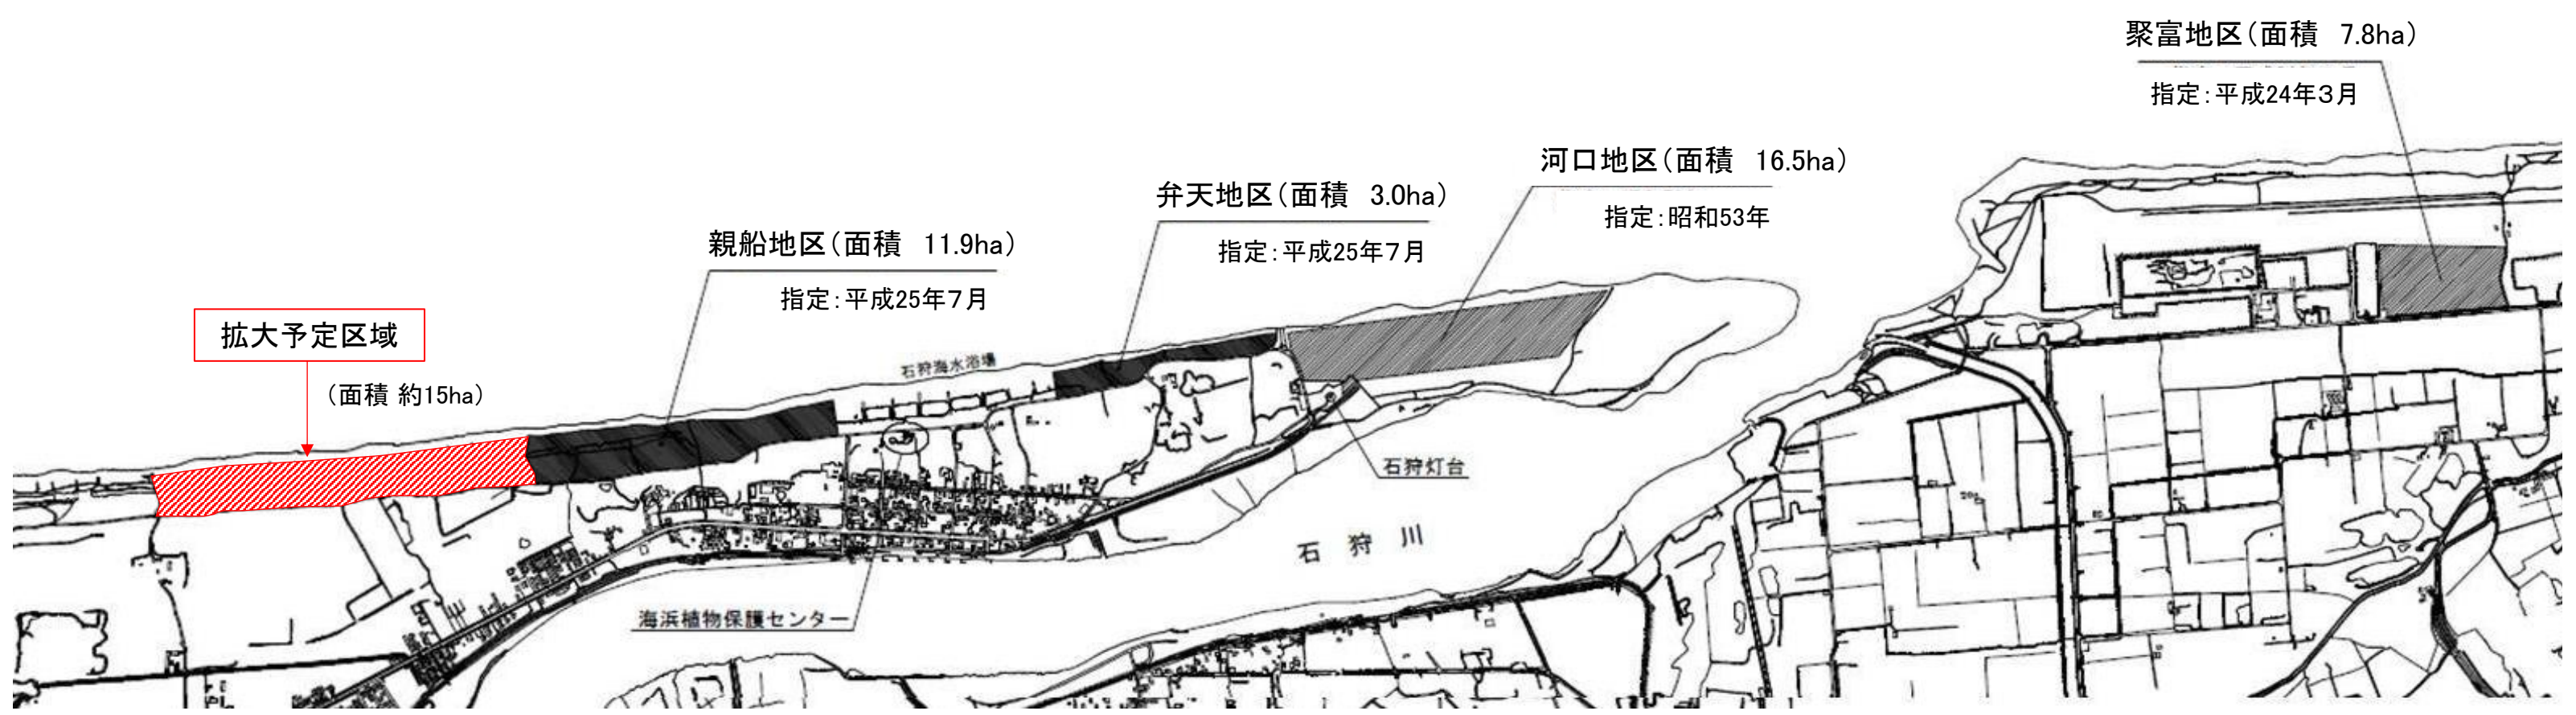 聚富地区(面積 7.8ha)
指定:平成24年3月
河口地区(面積 16.5ha)
指定:昭和53年
弁天地区(面積 3.0ha)
指定:平成25年7月
親船地区(面積 11.9ha)
指定:平成25年7月
拡大予定区域
(面積 約15ha)
石狩海水浴場
石狩灯台
石狩川
海浜植物保護センター